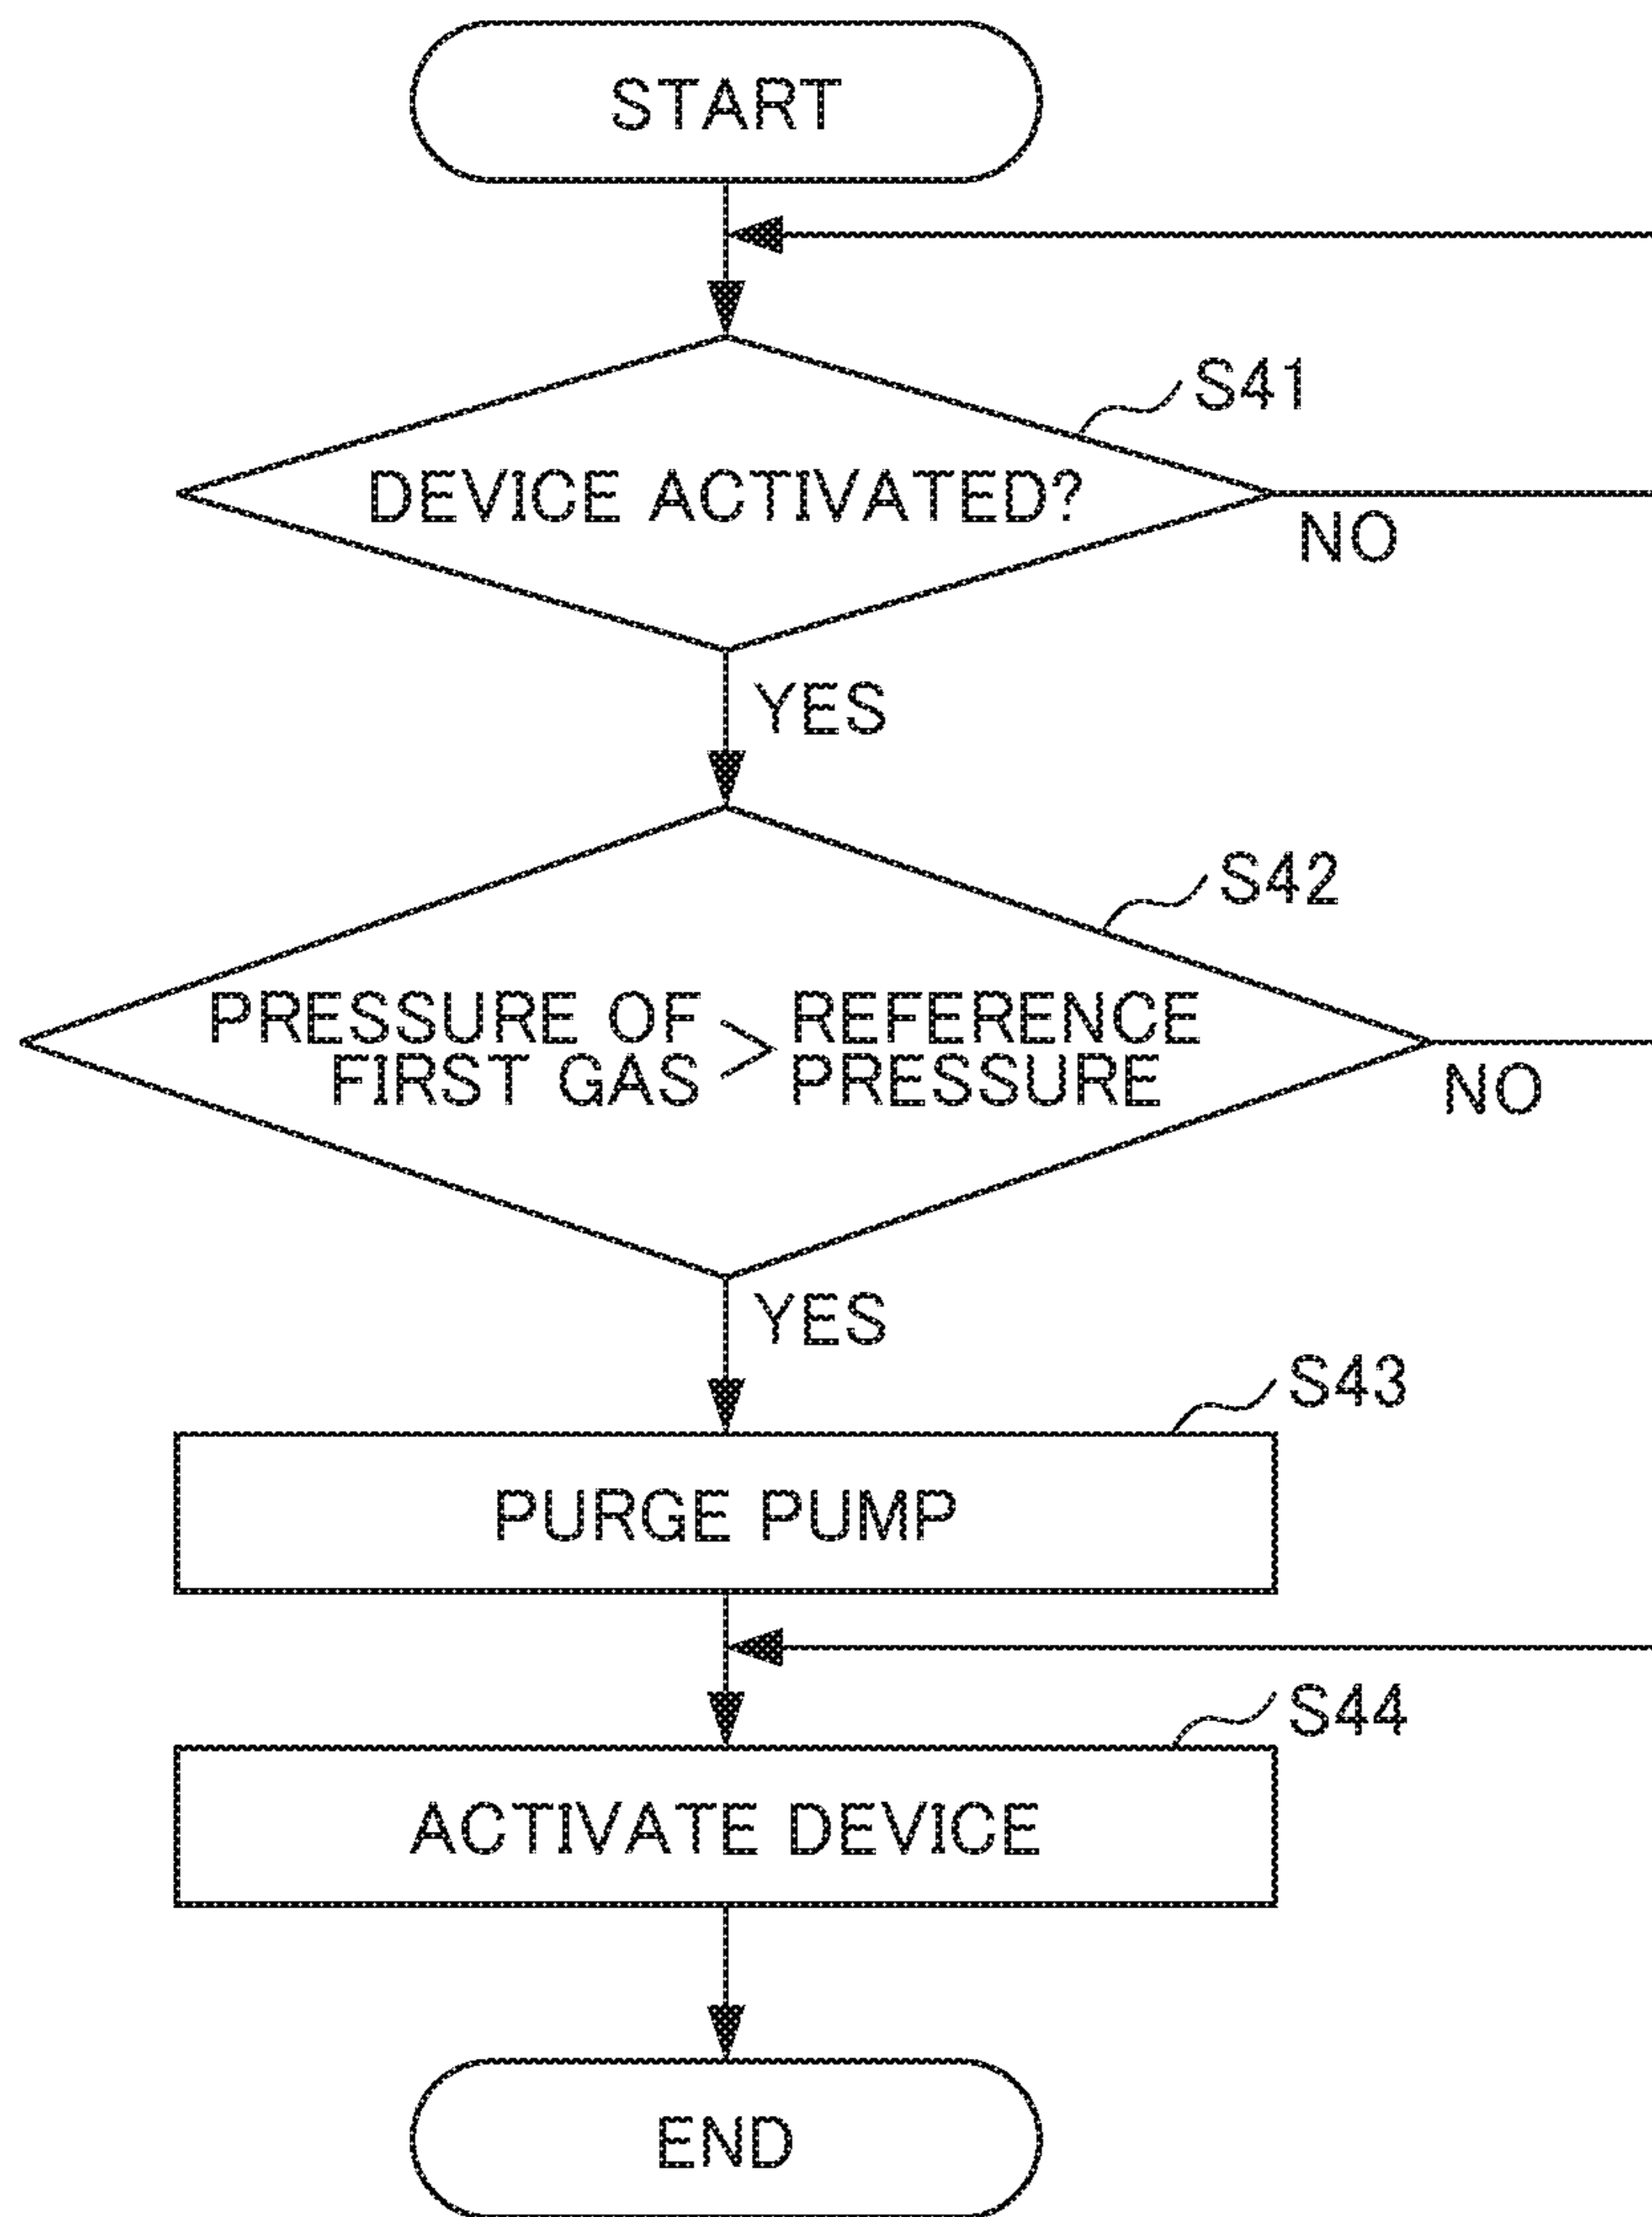 START
S41
DEVICE ACTIVATED?
NO
YES
S42
PRESSURE OF > REFERENCE
FIRST GAS PRESSURE
NO
YES
S43
PURGE PUMP
S44
ACTIVATE DEVICE
END